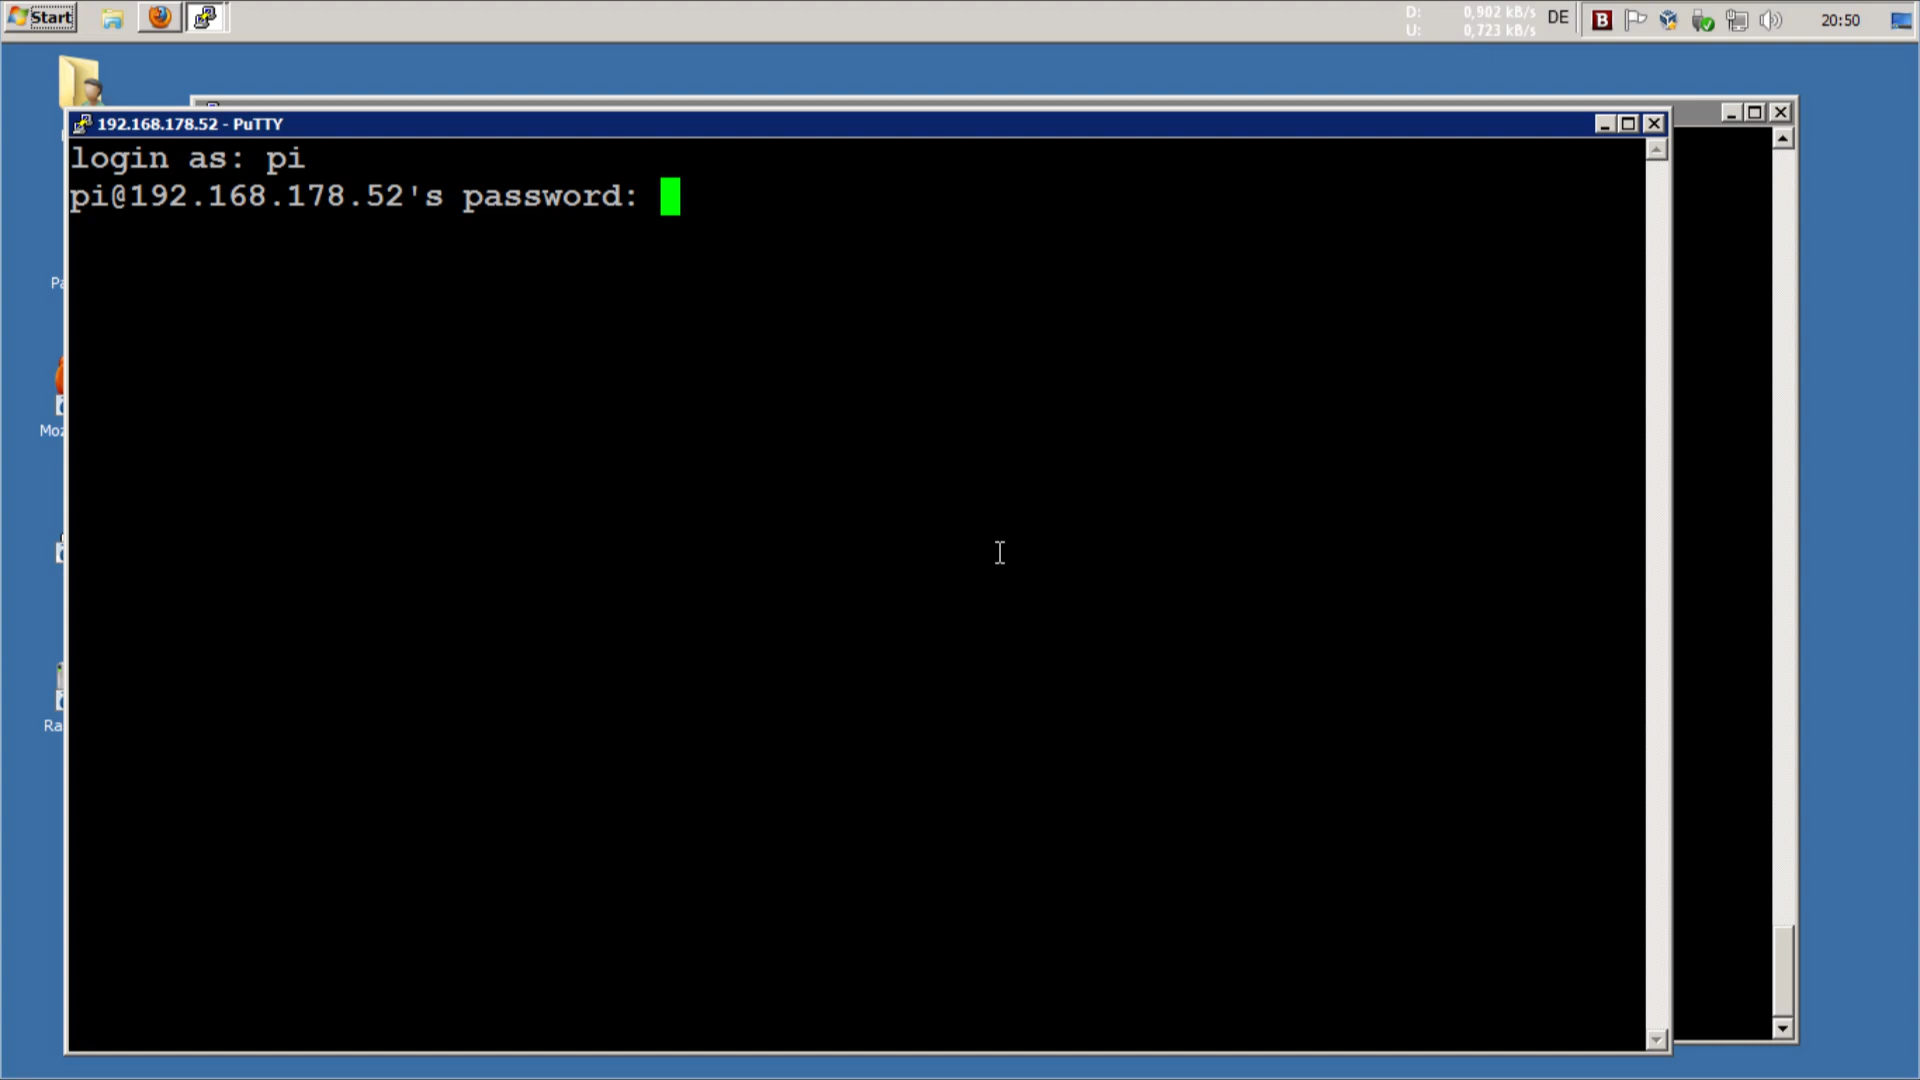 Start
D: 0,902 kB/s
U: 0,723 kB/s
DE
B
20:50
192.168.178.52 - PuTTY
login as: pi
pi@192.168.178.52's password:
Pa
Moz
Ra